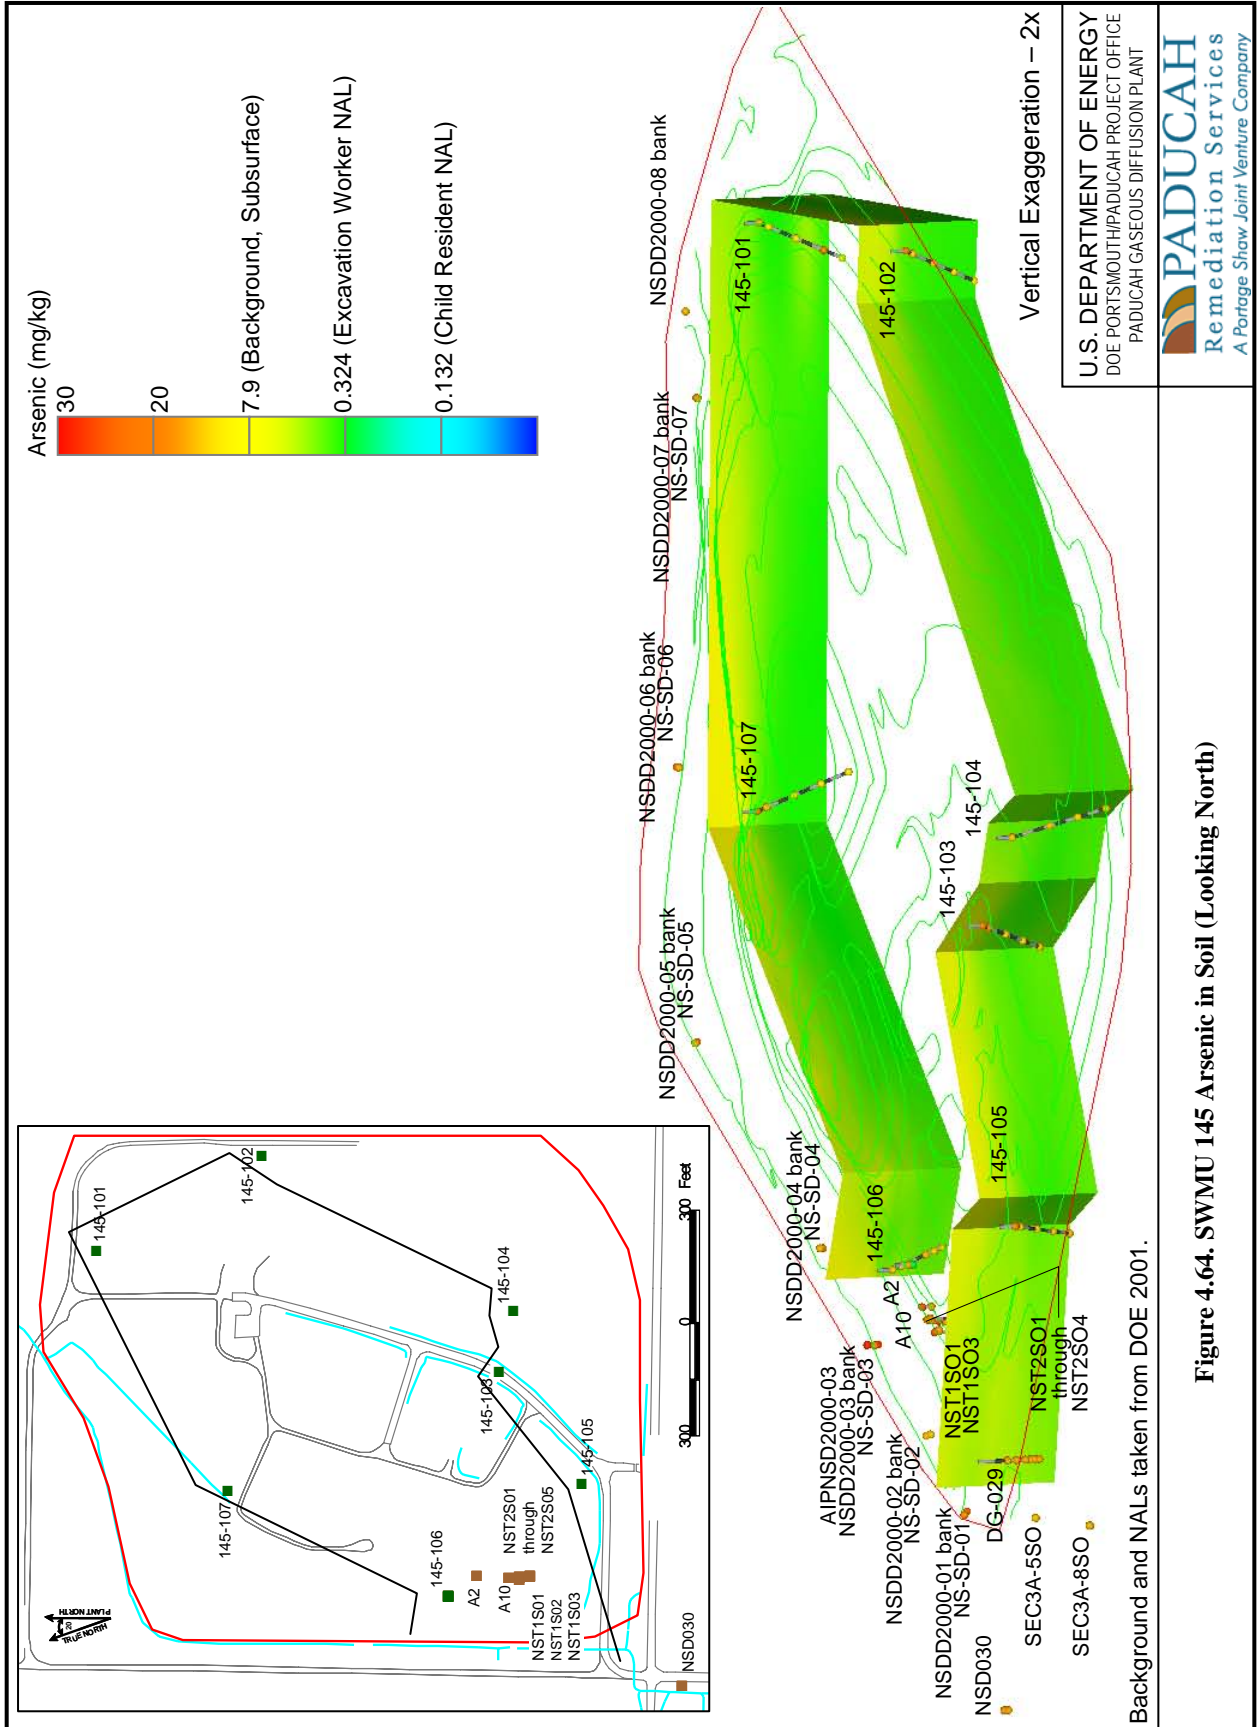 Arsenic (mg/kg)
30
20
7.9 (Background, Subsurface)
0.324 (Excavation Worker NAL)
0.132 (Child Resident NAL)
PLANT NORTH
TRUE NORTH
20
145-101
145-102
145-107
145-104
145-103
145-105
145-106
A2
A10
NST2S01
through
NST2S05
NST1S01
NST1S02
NST1S03
NSD030
300
0
300 Feet
NSDD2000-08 bank
NSDD2000-07 bank
NS-SD-07
NSDD2000-06 bank
NS-SD-06
NSDD2000-05 bank
NS-SD-05
NSDD2000-04 bank
NS-SD-04
AIPNSD2000-03
NSDD2000-03 bank
NS-SD-03
NSDD2000-02 bank
NS-SD-02
NSDD2000-01 bank
NS-SD-01
NSD030
DG-029
SEC3A-5SO
SEC3A-8SO
145-101
145-102
145-107
145-104
145-103
145-105
145-106
A2
A10
NST1SO1
NST1SO3
NST2SO1
through
NST2SO4
Vertical Exaggeration – 2x
Background and NALs taken from DOE 2001.
U.S. DEPARTMENT OF ENERGY
DOE PORTSMOUTH/PADUCAH PROJECT OFFICE
PADUCAH GASEOUS DIFFUSION PLANT
PADUCAH
Remediation Services
A Portage Shaw Joint Venture Company
Figure 4.64. SWMU 145 Arsenic in Soil (Looking North)